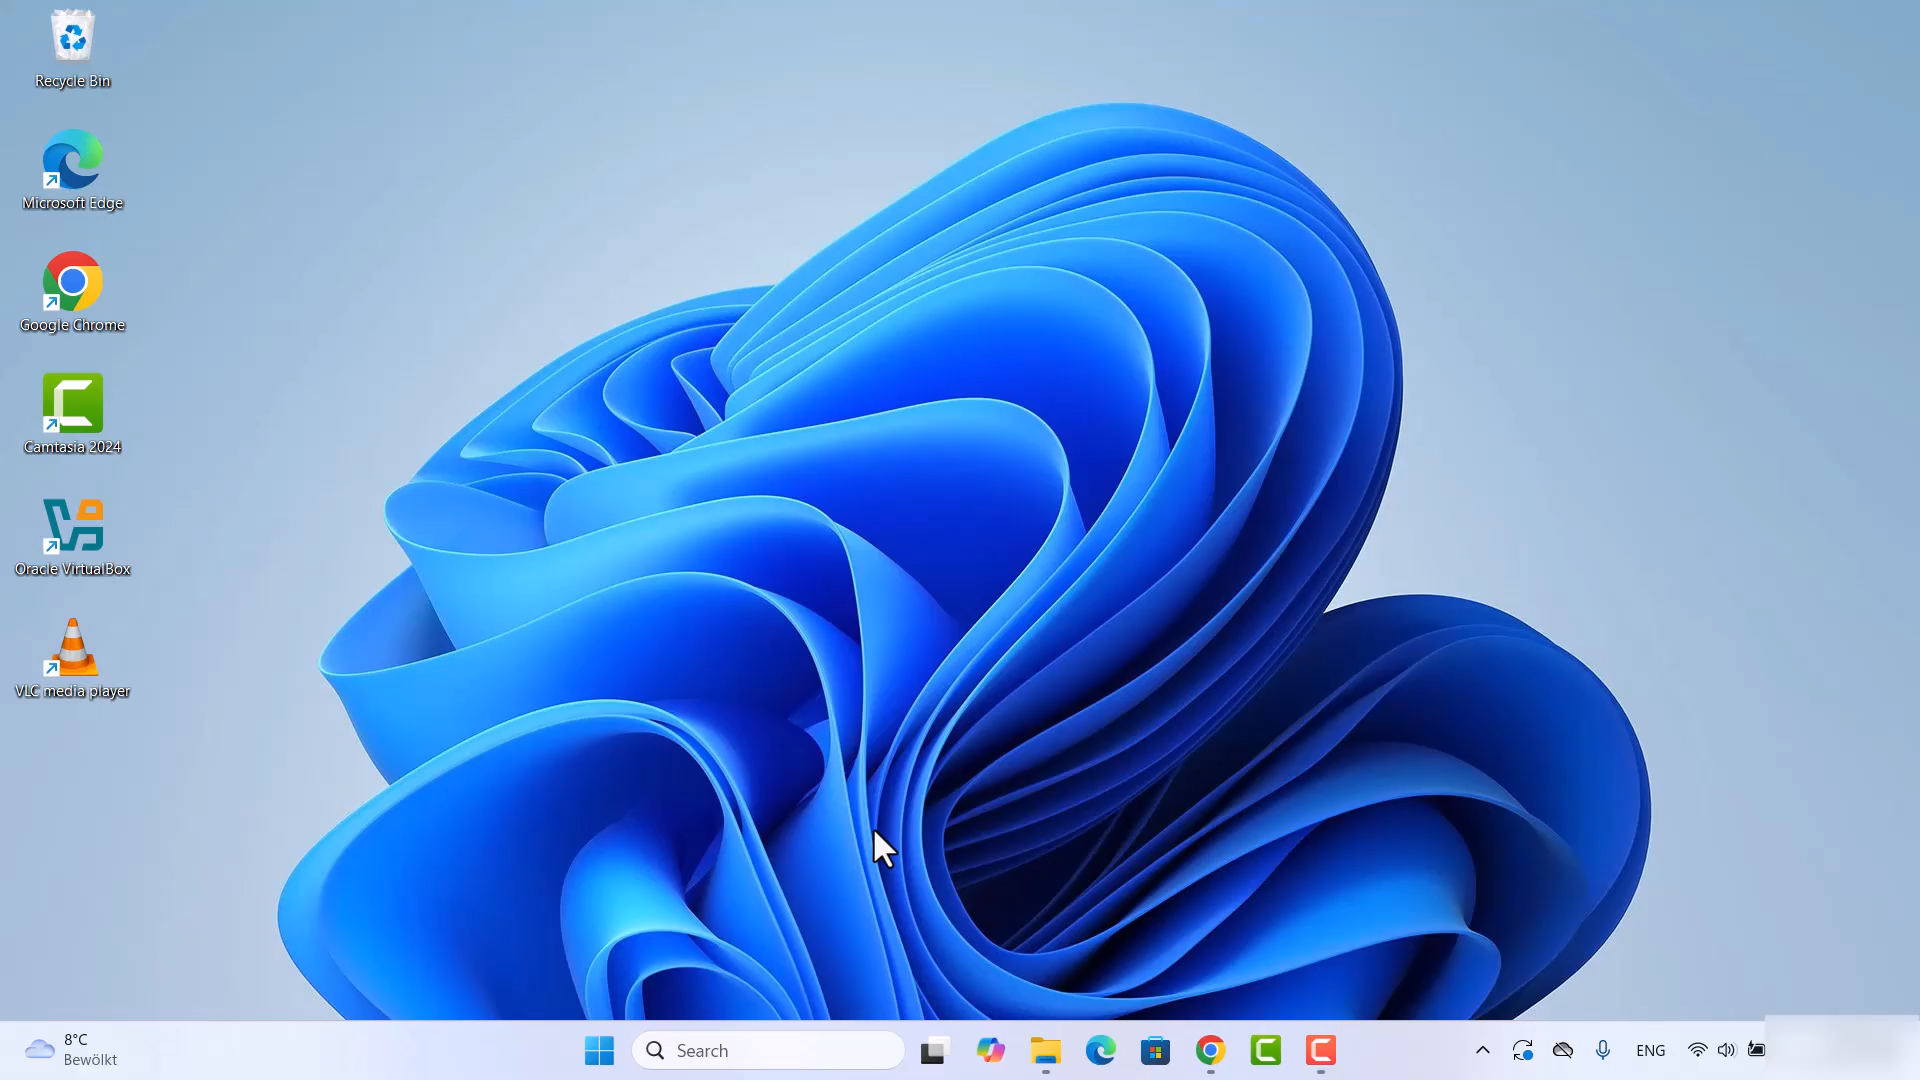 Recycle Bin
Microsoft Edge
Google Chrome
Camtasia 2024
Oracle VirtualBox
VLC media player
8°C
Bewölkt
Search
ENG